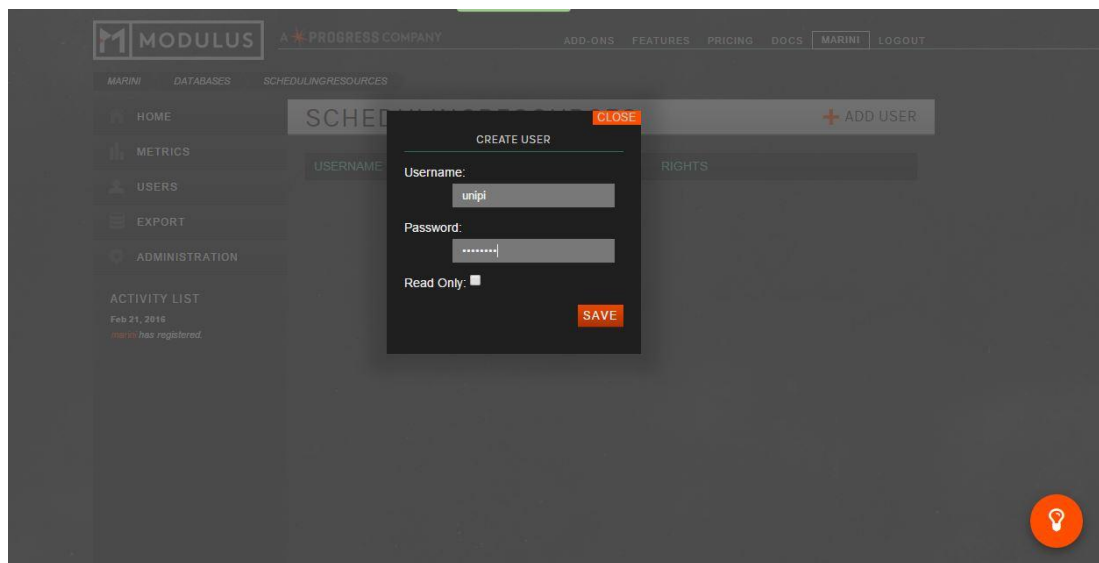 MODULUS
A PROGRESS COMPANY
ADD-ONS FEATURES PRICING DOCS MARINI LOGOUT
MARINI DATABASES SCHEDULINGRESOURCES
HOME
METRICS
USERS
EXPORT
ADMINISTRATION
ACTIVITY LIST
Feb 21, 2016
marini has registered.
ADD USER
USERNAME RIGHTS
CLOSE
CREATE USER
Username:
unipi
Password:
••••••••
Read Only:
SAVE